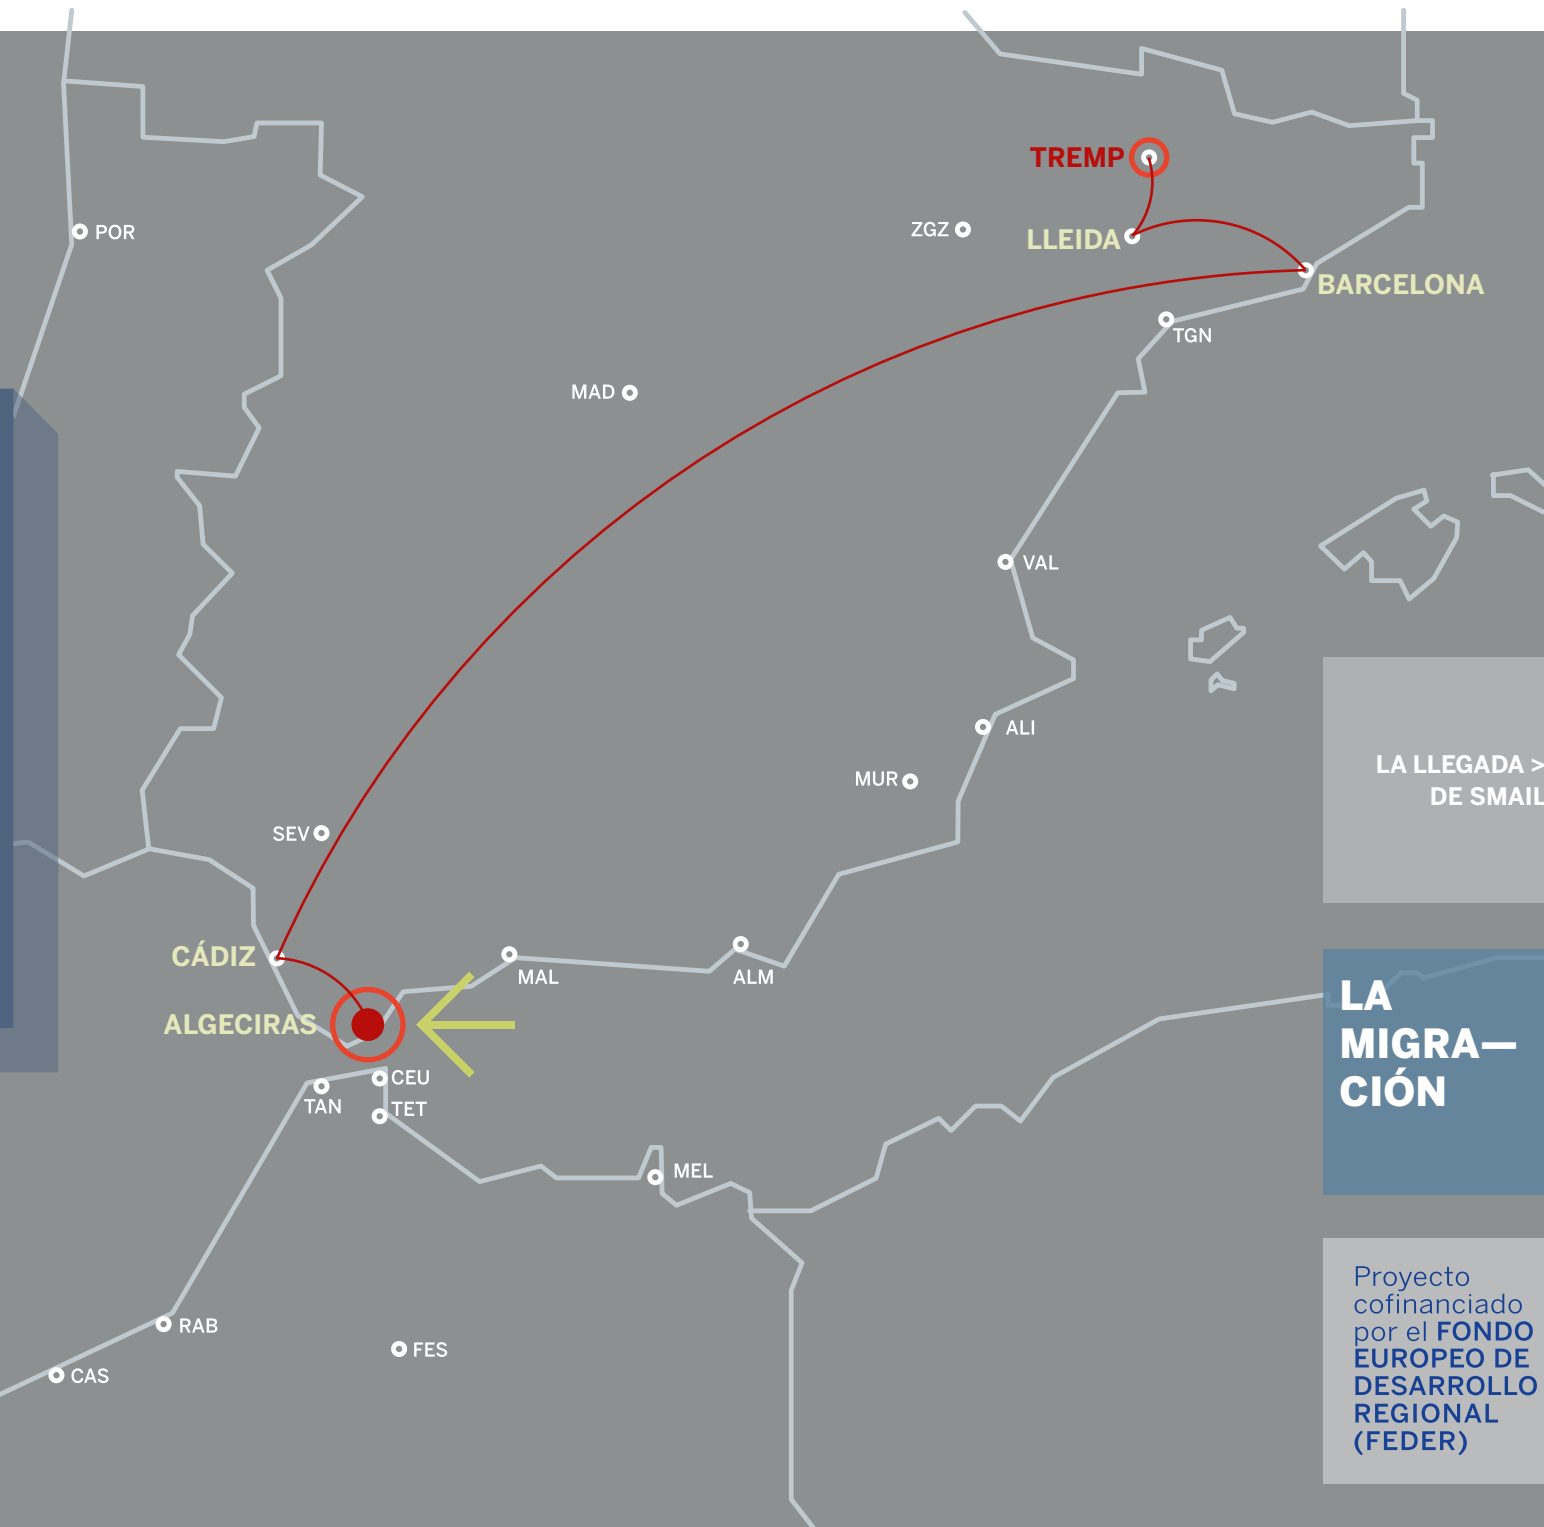 TREMP
POR
ZGZ
LLEIDA
BARCELONA
TGN
MAD
VAL
ALI
MUR
LA LLEGADA >
DE SMAIL
SEV
CÁDIZ
MAL
ALM
ALGECIRAS
LA
MIGRA—
CIÓN
CEU
TAN
TET
MEL
RAB
FES
CAS
Proyecto
cofinanciado
por el FONDO
EUROPEO DE
DESARROLLO
REGIONAL
(FEDER)